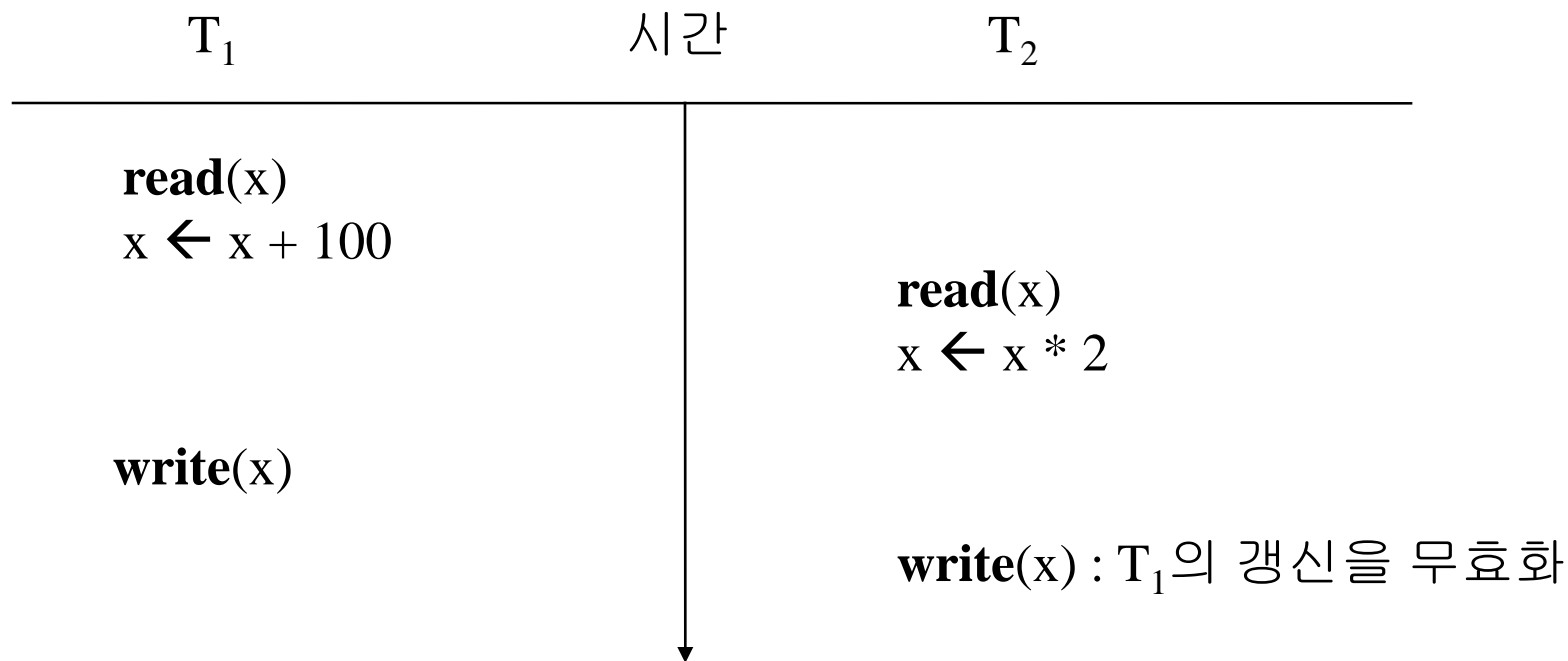 T₁ 시간 T₂
read(x)
x ← x + 100
read(x)
x ← x * 2
write(x)
write(x) : T₁의 갱신을 무효화